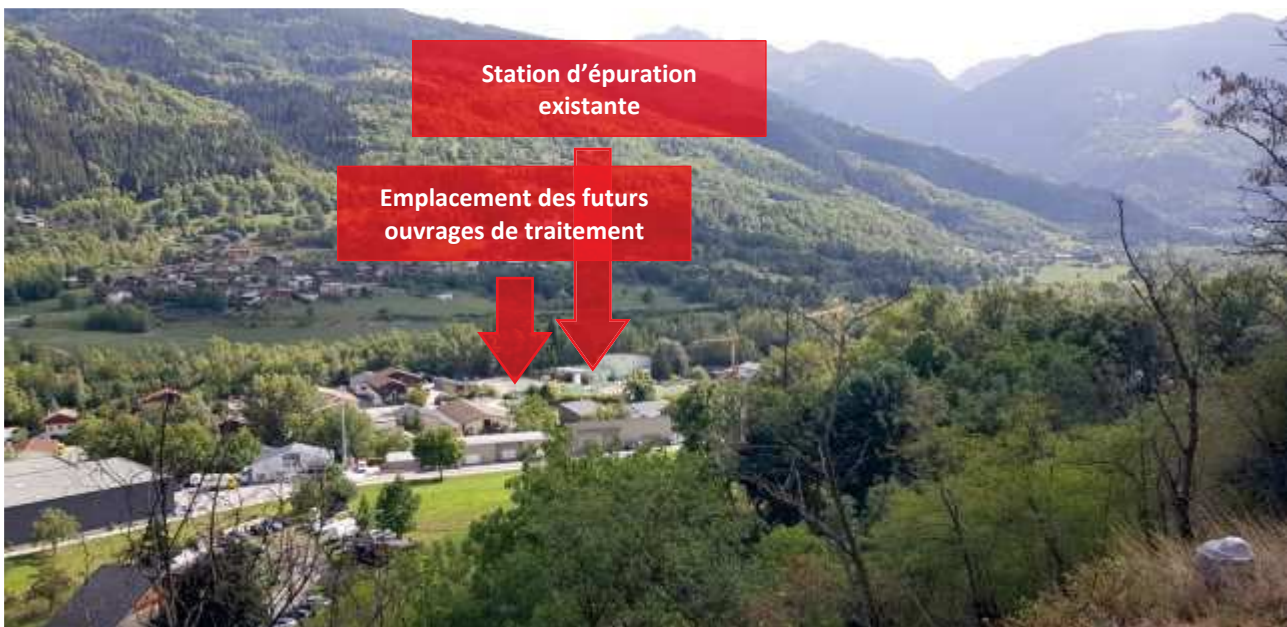 Station d'épuration
existante
Emplacement des futurs
ouvrages de traitement